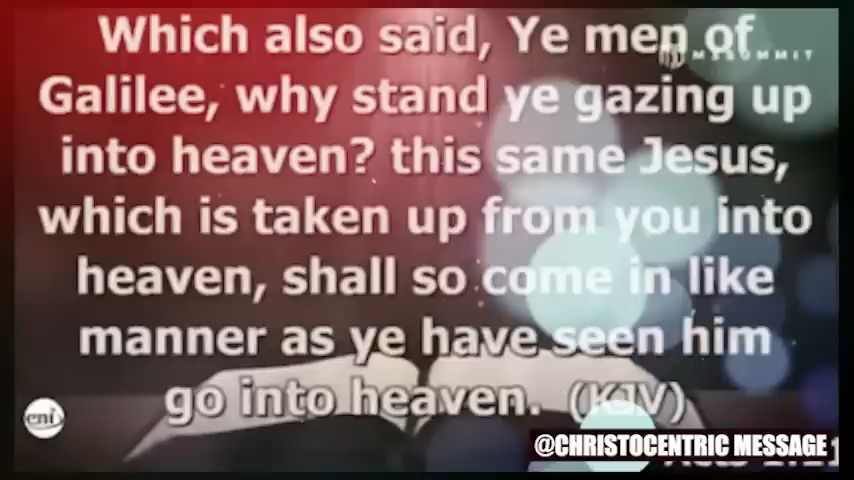 Which also said, Ye men of
MSSUMMIT
Galilee, why stand ye gazing up
into heaven? this same Jesus,
which is taken up from you into
heaven, shall so come in like
manner as ye have seen him
go into heaven. (KJV)
eni
@CHRISTOCENTRIC MESSAGE